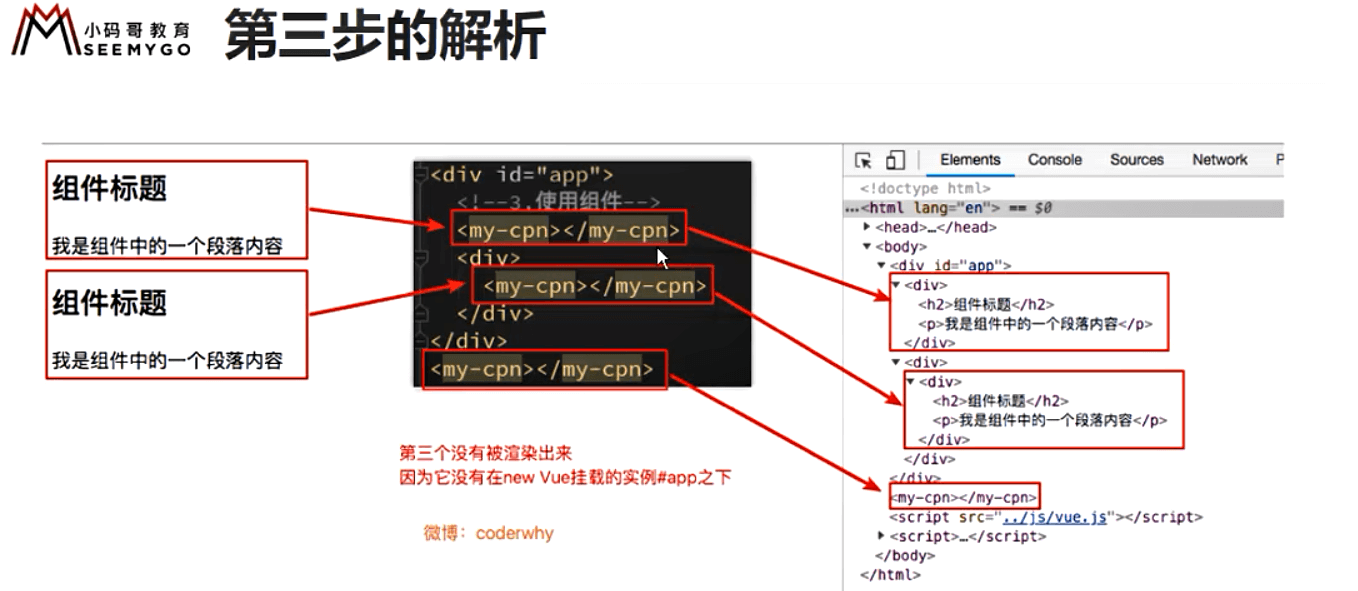 小码哥教育
SEEMYGO
第三步的解析
组件标题
我是组件中的一个段落内容
组件标题
我是组件中的一个段落内容
<div id="app">
<!--3.使用组件-->
<my-cpn></my-cpn>
<div>
<my-cpn></my-cpn>
</div>
</div>
<my-cpn></my-cpn>
第三个没有被渲染出来
因为它没有在new Vue挂载的实例#app之下
微博：coderwhy
Elements Console Sources Network P
<!doctype html>
…<html lang="en"> == $0
<head>…</head>
<body>
<div id="app">
<div>
<h2>组件标题</h2>
<p>我是组件中的一个段落内容</p>
</div>
<div>
<div>
<h2>组件标题</h2>
<p>我是组件中的一个段落内容</p>
</div>
</div>
</div>
<my-cpn></my-cpn>
<script src="../js/vue.js"></script>
<script>…</script>
</body>
</html>